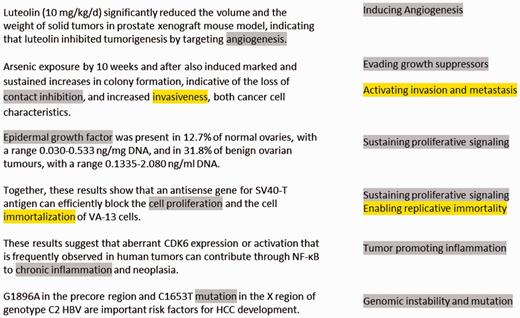 Luteolin (10 mg/kg/d) significantly reduced the volume and the
weight of solid tumors in prostate xenograft mouse model, indicating
that luteolin inhibited tumorigenesis by targeting angiogenesis.
Inducing Angiogenesis
Arsenic exposure by 10 weeks and after also induced marked and
sustained increases in colony formation, indicative of the loss of
contact inhibition, and increased invasiveness, both cancer cell
characteristics.
Evading growth suppressors
Activating invasion and metastasis
Epidermal growth factor was present in 12.7% of normal ovaries, with
a range 0.030-0.533 ng/mg DNA, and in 31.8% of benign ovarian
tumours, with a range 0.1335-2.080 ng/ml DNA.
Sustaining proliferative signaling
Together, these results show that an antisense gene for SV40-T
antigen can efficiently block the cell proliferation and the cell
immortalization of VA-13 cells.
Sustaining proliferative signaling
Enabling replicative immortality
These results suggest that aberrant CDK6 expression or activation that
is frequently observed in human tumors can contribute through NF-κB
to chronic inflammation and neoplasia.
Tumor promoting inflammation
G1896A in the precore region and C1653T mutation in the X region of
genotype C2 HBV are important risk factors for HCC development.
Genomic instability and mutation